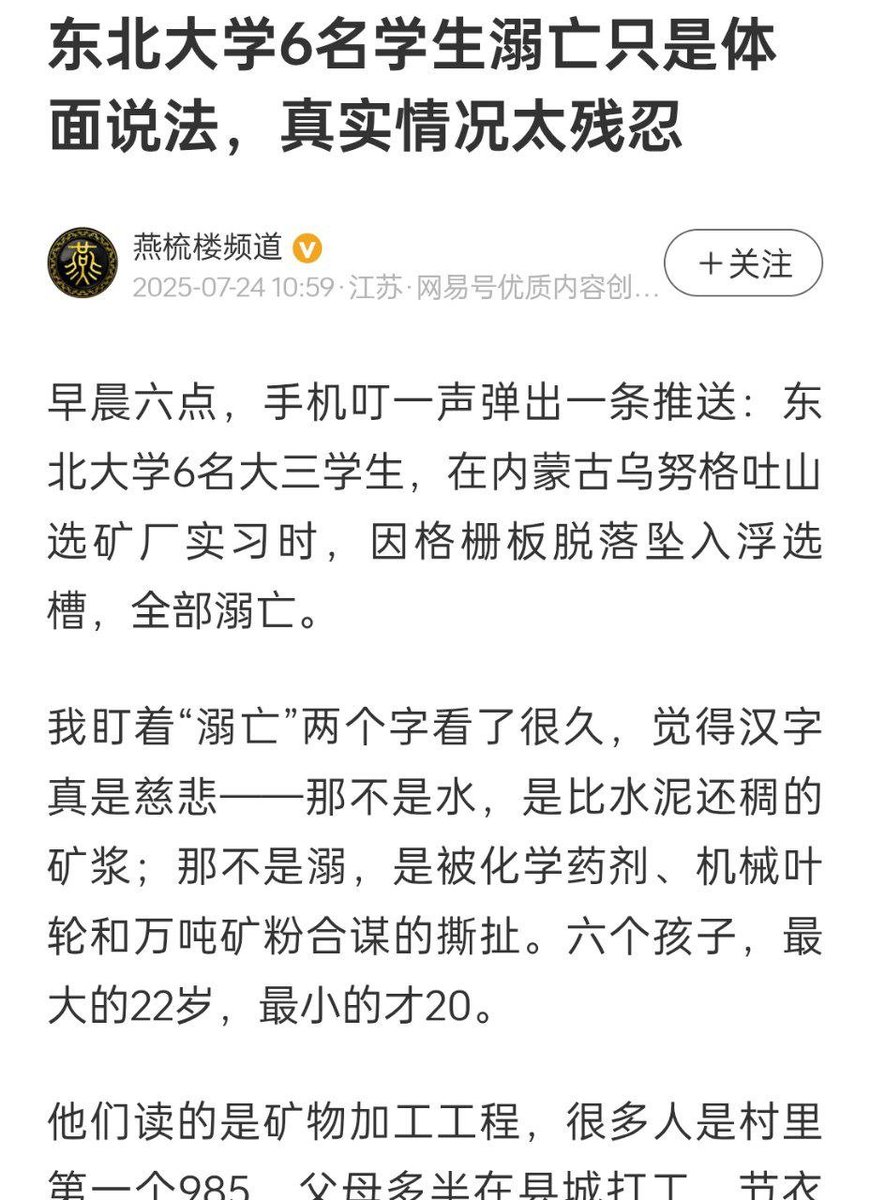 东北大学6名学生溺亡只是体
面说法，真实情况太残忍
燕
燕梳楼频道
V
2025-07-24 10:59·江苏·网易号优质内容创...
+关注
早晨六点，手机叮一声弹出一条推送：东
北大学6名大三学生，在内蒙古乌努格吐山
选矿厂实习时，因格栅板脱落坠入浮选
槽，全部溺亡。
我盯着“溺亡”两个字看了很久，觉得汉字
真是慈悲——那不是水，是比水泥还稠的
矿浆；那不是溺，是被化学药剂、机械叶
轮和万吨矿粉合谋的撕扯。六个孩子，最
大的22岁，最小的才20。
他们读的是矿物加工工程，很多人是村里
第一个985，父母多半在县城打工，节衣